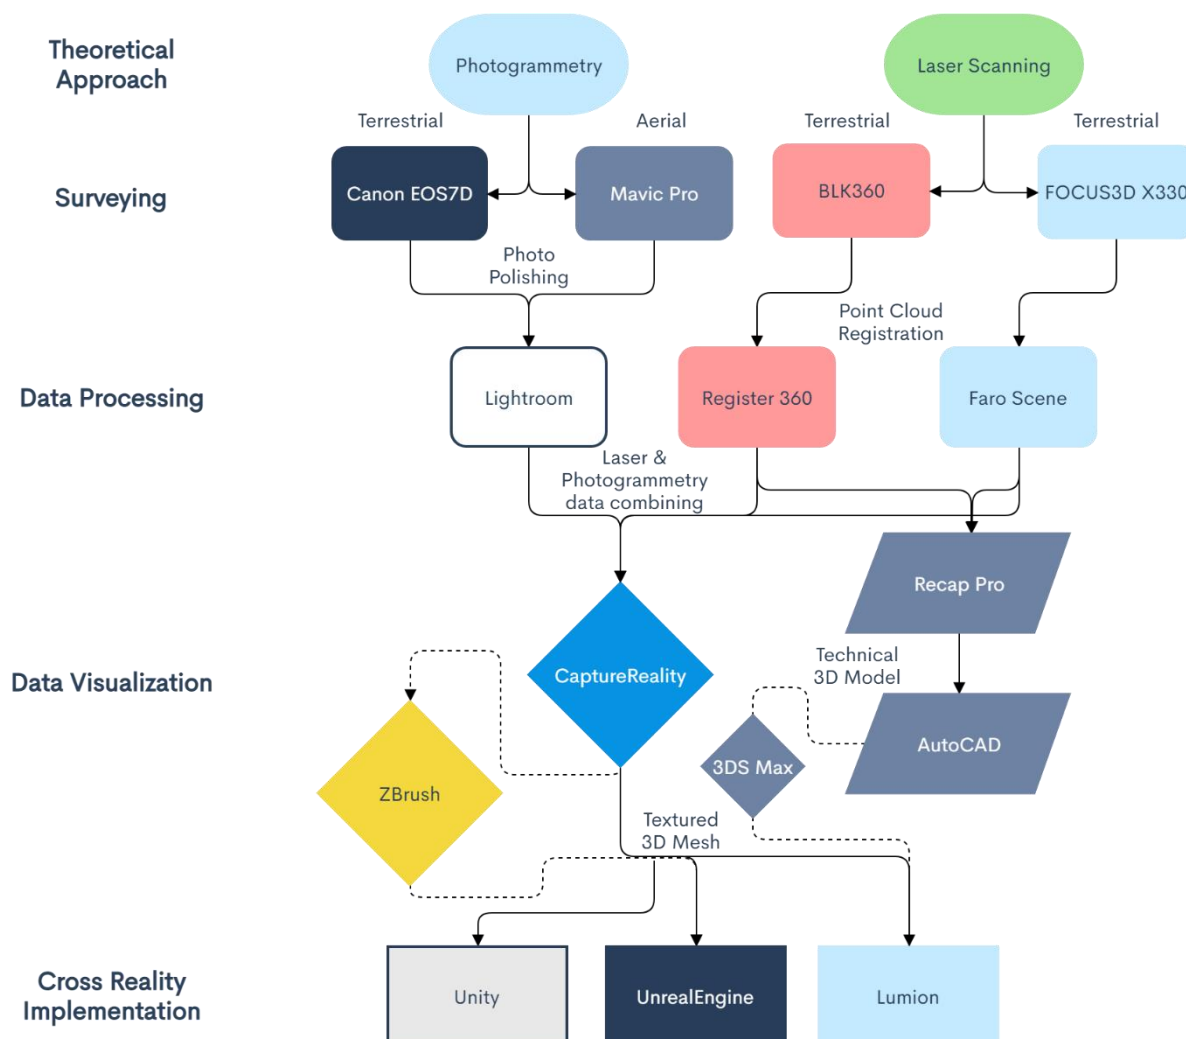 Theoretical
Approach
Photogrammetry
Laser Scanning
Terrestrial
Aerial
Terrestrial
Terrestrial
Surveying
Canon EOS7D
Mavic Pro
BLK360
FOCUS3D X330
Photo
Polishing
Point Cloud
Registration
Data Processing
Lightroom
Register 360
Faro Scene
Laser &
Photogrammetry
data combining
Recap Pro
Data Visualization
CaptureReality
Technical
3D Model
ZBrush
3DS Max
AutoCAD
Textured
3D Mesh
Cross Reality
Implementation
Unity
UnrealEngine
Lumion